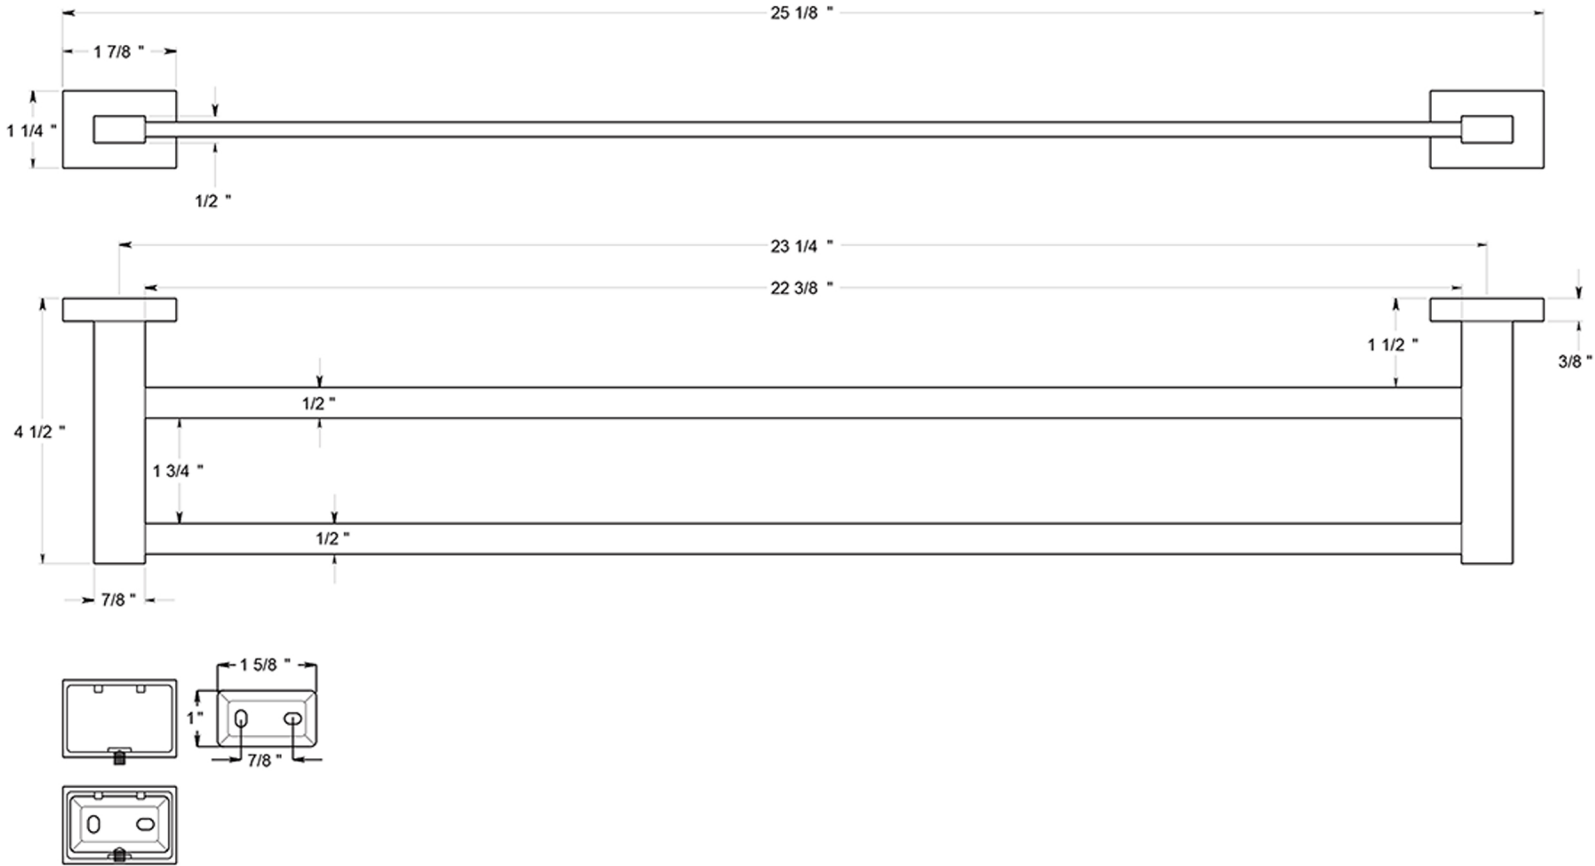 25 1/8 "
1 7/8 "
1 1/4 "
1/2 "
23 1/4 "
22 3/8 "
1 1/2 "
3/8 "
1/2 "
4 1/2 "
1 3/4 "
1/2 "
7/8 "
1 5/8 "
1"
7/8 "